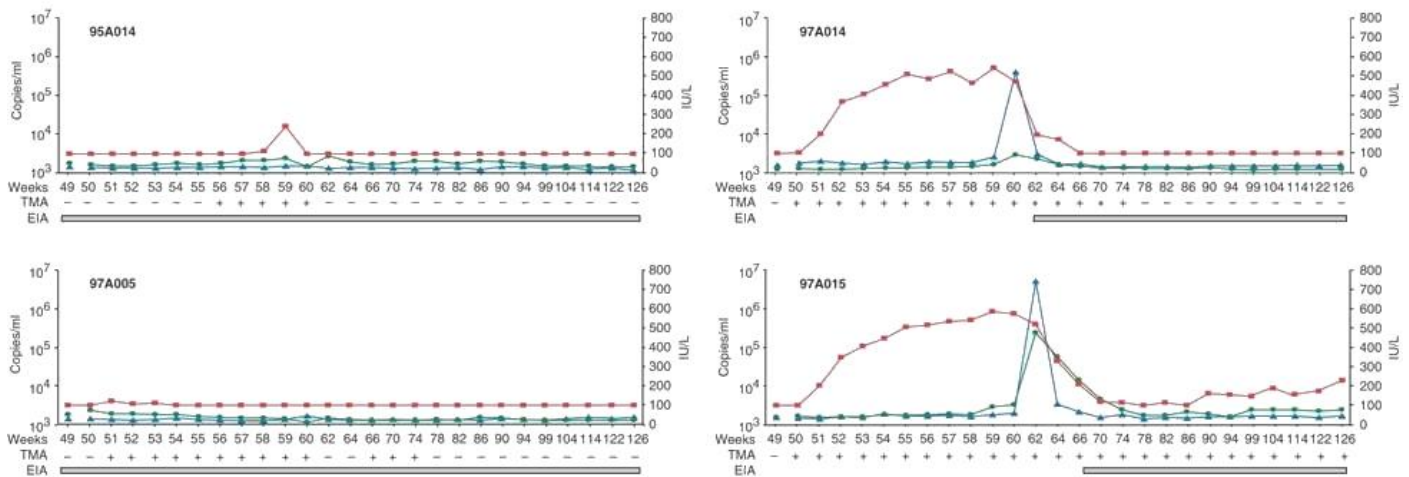 95A014
10⁷
10⁶
10⁵
10⁴
10³
Copies/ml
800
700
600
500
400
300
200
100
0
IU/L
Weeks 49 50 51 52 53 54 55 56 57 58 59 60 62 64 66 70 74 78 82 86 90 94 99 104 114 122 126
TMA − − − − − − − + + + + + − − − − − − − − − − − − − − −
EIA
97A014
10⁷
10⁶
10⁵
10⁴
10³
Copies/ml
800
700
600
500
400
300
200
100
0
IU/L
Weeks 49 50 51 52 53 54 55 56 57 58 59 60 62 64 66 70 74 78 82 86 90 94 99 104 114 122 126
TMA − + + + + + + + + + + + + + + + + − − − − − − − − − −
EIA
97A005
10⁷
10⁶
10⁵
10⁴
10³
Copies/ml
800
700
600
500
400
300
200
100
0
IU/L
Weeks 49 50 51 52 53 54 55 56 57 58 59 60 62 64 66 70 74 78 82 86 90 94 99 104 114 122 126
TMA − − + + + + + + + + + + − − + + + − − − − − − − − − −
EIA
97A015
10⁷
10⁶
10⁵
10⁴
10³
Copies/ml
800
700
600
500
400
300
200
100
0
IU/L
Weeks 49 50 51 52 53 54 55 56 57 58 59 60 62 64 66 70 74 78 82 86 90 94 99 104 114 122 126
TMA − + + + + + + + + + + + + + + + + + + + + + + + + + +
EIA